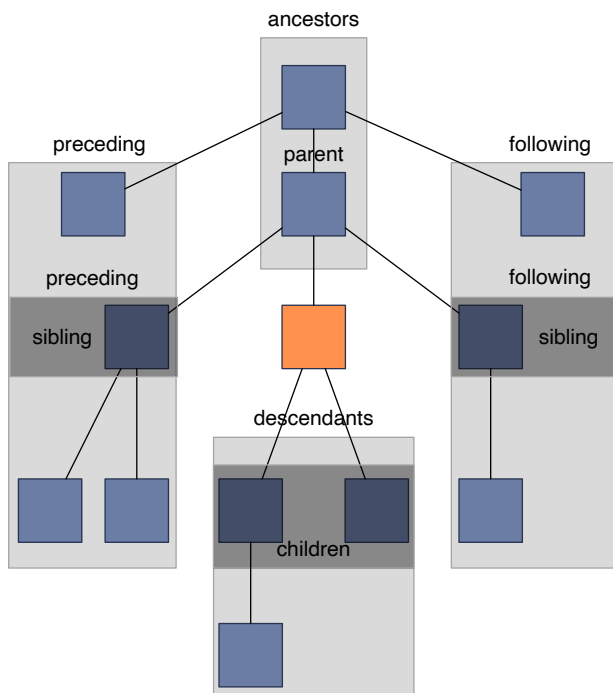 ancestors
preceding
parent
following
preceding
following
sibling
sibling
descendants
children